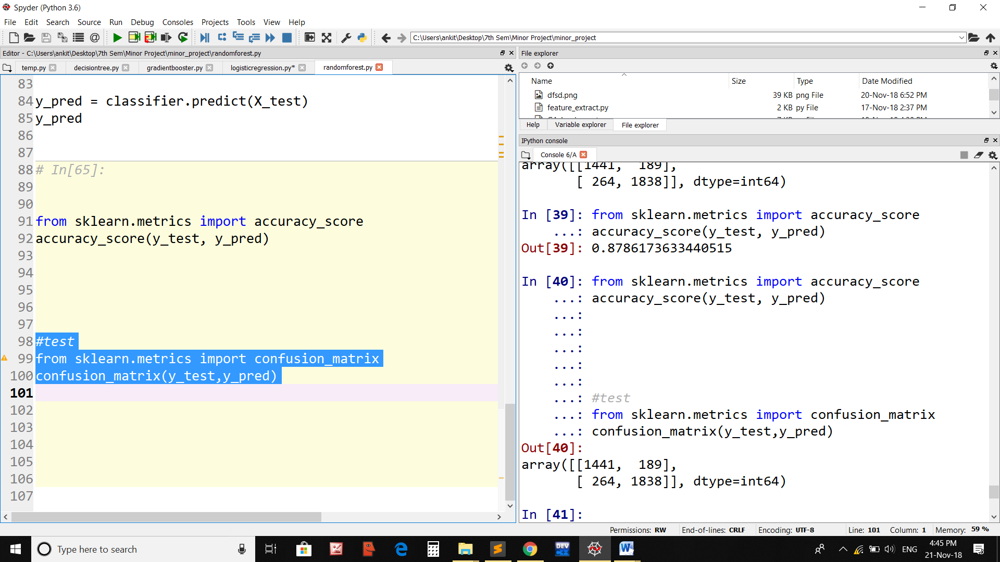 Spyder (Python 3.6)
File Edit Search Source Run Debug Consoles Projects Tools View Help
C:\Users\ankit\Desktop\7th Sem\Minor Project\minor_project
Editor - C:\Users\ankit\Desktop\7th Sem\Minor Project\minor_project\randomforest.py
temp.py decisiontree.py gradientbooster.py logisticregression.py* randomforest.py
83
84 y_pred = classifier.predict(X_test)
85 y_pred
86
87
88 # In[65]:
89
90
91 from sklearn.metrics import accuracy_score
92 accuracy_score(y_test, y_pred)
93
94
95
96
97
98 #test
99 from sklearn.metrics import confusion_matrix
100 confusion_matrix(y_test,y_pred)
101
102
103
104
105
106
107
File explorer
Name Size Type Date Modified
dfsd.png 39 KB png File 20-Nov-18 6:52 PM
feature_extract.py 2 KB py File 17-Nov-18 2:37 PM
Help Variable explorer File explorer
IPython console
Console 6/A
array([[1441,  189],
[ 264, 1838]], dtype=int64)
In [39]: from sklearn.metrics import accuracy_score
...: accuracy_score(y_test, y_pred)
Out[39]: 0.8786173633440515
In [40]: from sklearn.metrics import accuracy_score
...: accuracy_score(y_test, y_pred)
...:
...:
...:
...:
...:
...: #test
...: from sklearn.metrics import confusion_matrix
...: confusion_matrix(y_test,y_pred)
Out[40]:
array([[1441,  189],
[ 264, 1838]], dtype=int64)
In [41]:
Permissions: RW End-of-lines: CRLF Encoding: UTF-8 Line: 101 Column: 1 Memory: 59 %
Type here to search
DEV C++
ENG
4:45 PM
21-Nov-18